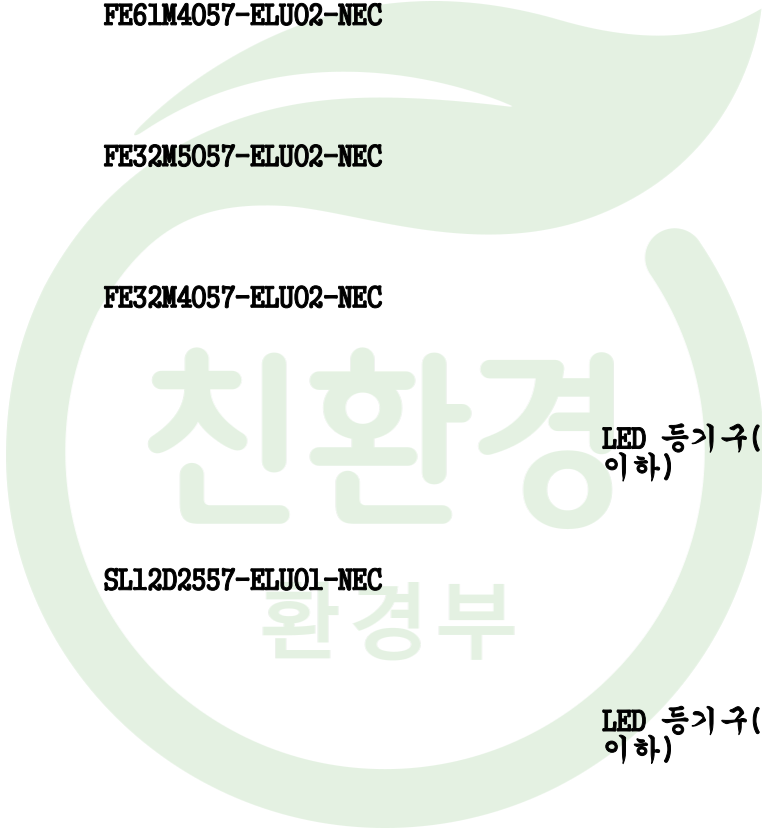 FE61M4057-ELU02-NEC
FE32M5057-ELU02-NEC
FE32M4057-ELU02-NEC
친환경
LED 등기구(
이하)
SL12D2557-ELU01-NEC
환경부
LED 등기구(
이하)